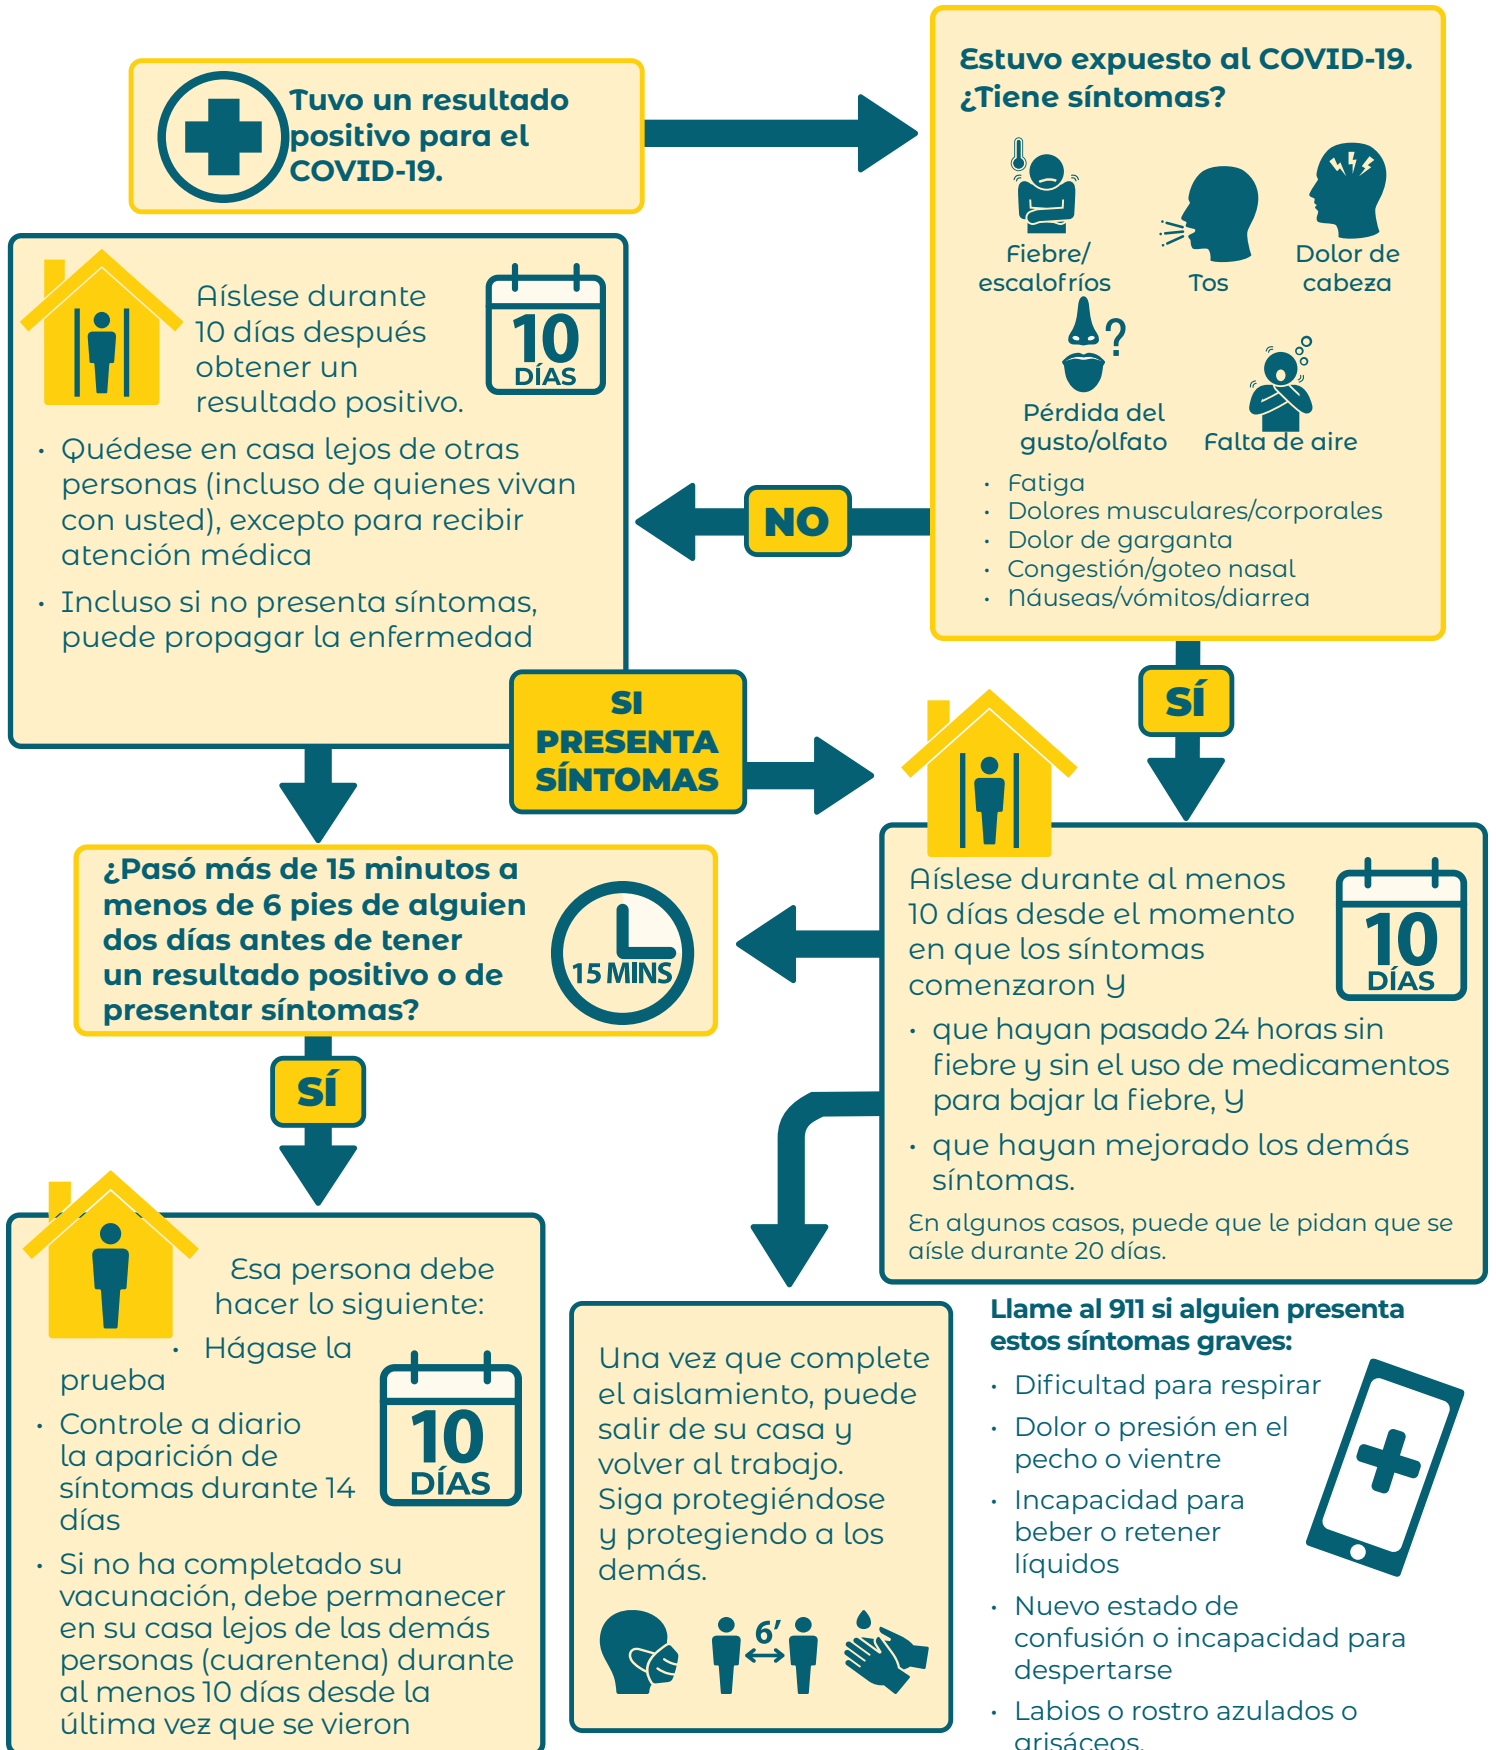 Tuvo un resultado
positivo para el
COVID-19.
Estuvo expuesto al COVID-19.
¿Tiene síntomas?
Fiebre/
escalofríos
Tos
Dolor de
cabeza
Pérdida del
gusto/olfato
Falta de aire
· Fatiga
· Dolores musculares/corporales
· Dolor de garganta
· Congestión/goteo nasal
· Náuseas/vómitos/diarrea
NO
SÍ
Aíslese durante
10 días después
obtener un
resultado positivo.
10
DÍAS
· Quédese en casa lejos de otras
personas (incluso de quienes vivan
con usted), excepto para recibir
atención médica
· Incluso si no presenta síntomas,
puede propagar la enfermedad
SI
PRESENTA
SÍNTOMAS
Aíslese durante al menos
10 días desde el momento
en que los síntomas
comenzaron Y
10
DÍAS
· que hayan pasado 24 horas sin
fiebre y sin el uso de medicamentos
para bajar la fiebre, Y
· que hayan mejorado los demás
síntomas.
En algunos casos, puede que le pidan que se
aísle durante 20 días.
¿Pasó más de 15 minutos a
menos de 6 pies de alguien
dos días antes de tener
un resultado positivo o de
presentar síntomas?
15 MINS
SÍ
Esa persona debe
hacer lo siguiente:
· Hágase la
prueba
· Controle a diario
la aparición de
síntomas durante 14
días
10
DÍAS
· Si no ha completado su
vacunación, debe permanecer
en su casa lejos de las demás
personas (cuarentena) durante
al menos 10 días desde la
última vez que se vieron
Una vez que complete
el aislamiento, puede
salir de su casa y
volver al trabajo.
Siga protegiéndose
y protegiendo a los
demás.
6′
Llame al 911 si alguien presenta
estos síntomas graves:
· Dificultad para respirar
· Dolor o presión en el
pecho o vientre
· Incapacidad para
beber o retener
líquidos
· Nuevo estado de
confusión o incapacidad para
despertarse
· Labios o rostro azulados o
grisáceos.